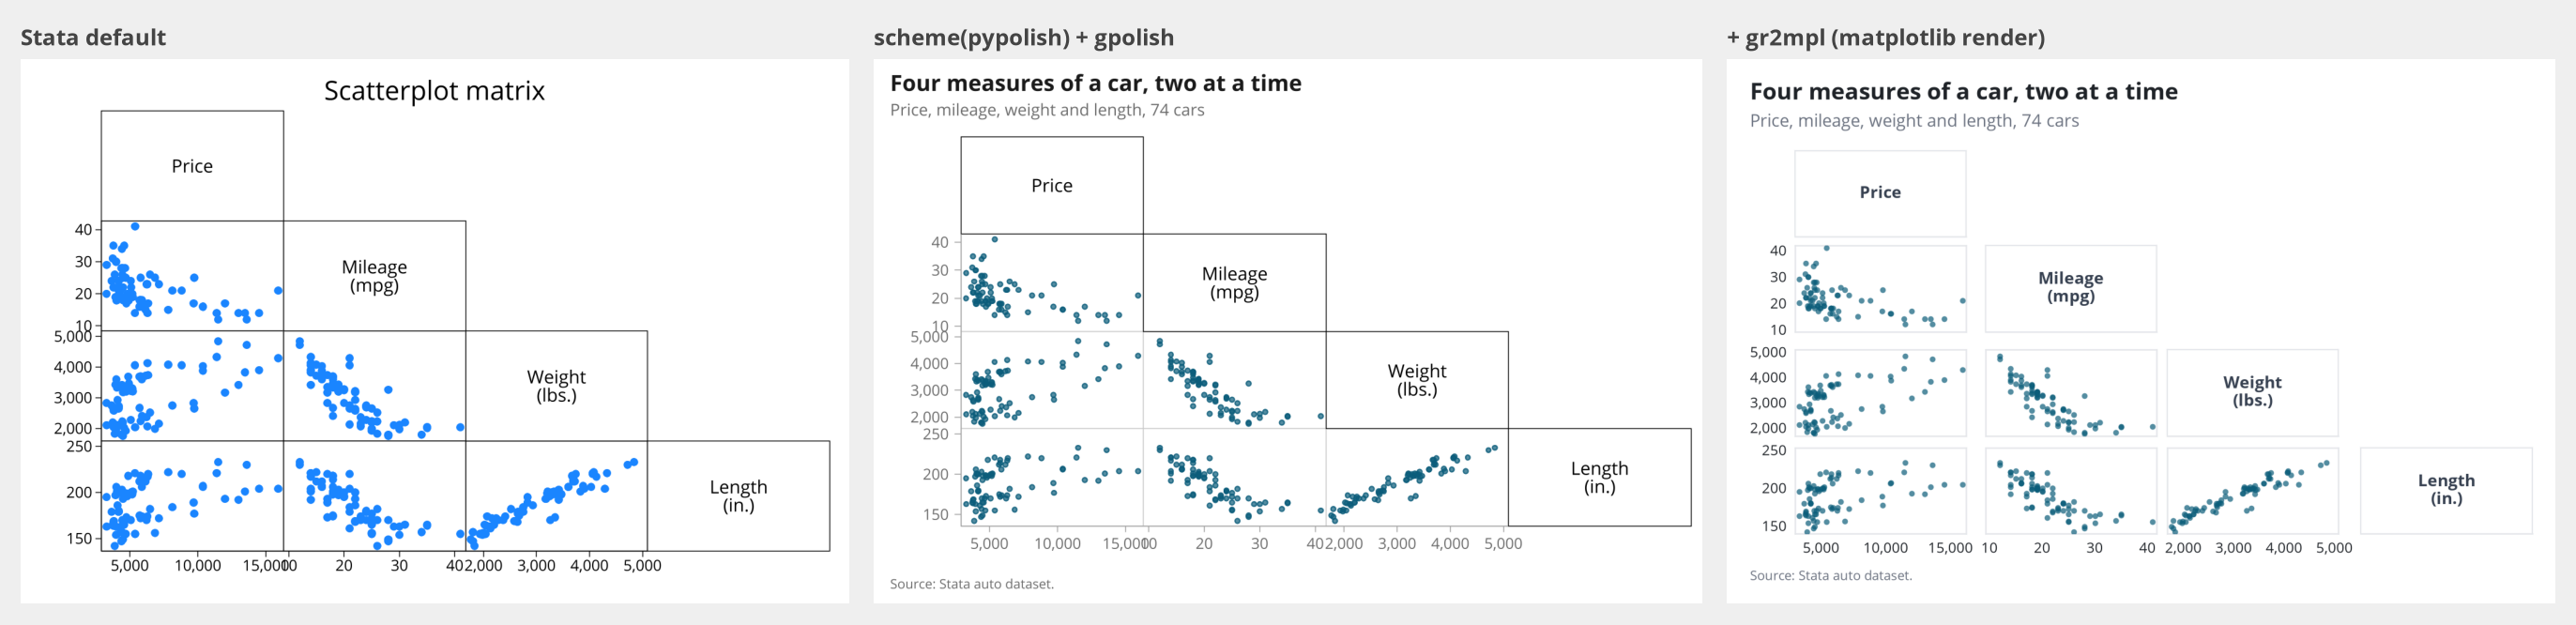 Stata default
Scatterplot matrix
Price
40
30
20
10
Mileage
(mpg)
5,000
4,000
3,000
2,000
Weight
(lbs.)
250
200
150
Length
(in.)
5,000 10,000 15,000 10 20 30 40 2,000 3,000 4,000 5,000
scheme(pypolish) + gpolish
Four measures of a car, two at a time
Price, mileage, weight and length, 74 cars
Price
40
30
20
10
Mileage
(mpg)
5,000
4,000
3,000
2,000
Weight
(lbs.)
250
200
150
Length
(in.)
5,000 10,000 15,000 10 20 30 40 2,000 3,000 4,000 5,000
Source: Stata auto dataset.
+ gr2mpl (matplotlib render)
Four measures of a car, two at a time
Price, mileage, weight and length, 74 cars
Price
40
30
20
10
Mileage
(mpg)
5,000
4,000
3,000
2,000
Weight
(lbs.)
250
200
150
Length
(in.)
5,000 10,000 15,000 10 20 30 40 2,000 3,000 4,000 5,000
Source: Stata auto dataset.